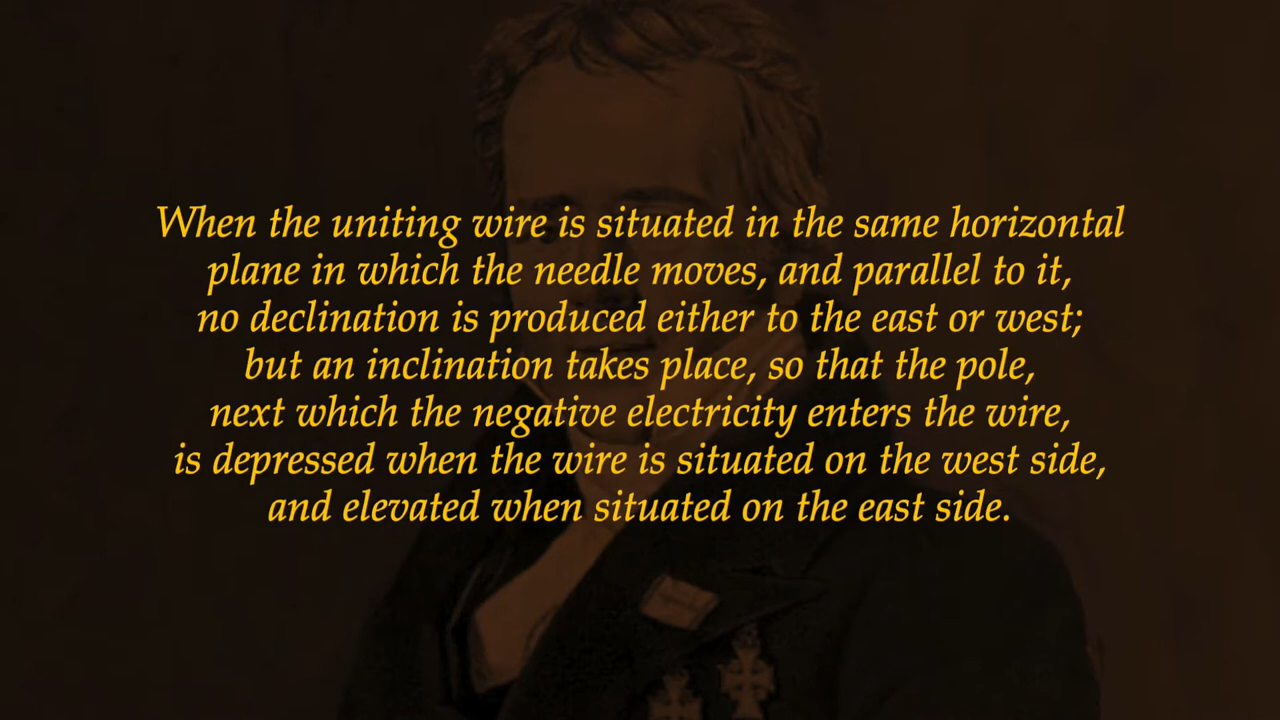 When the uniting wire is situated in the same horizontal
plane in which the needle moves, and parallel to it,
no declination is produced either to the east or west;
but an inclination takes place, so that the pole,
next which the negative electricity enters the wire,
is depressed when the wire is situated on the west side,
and elevated when situated on the east side.